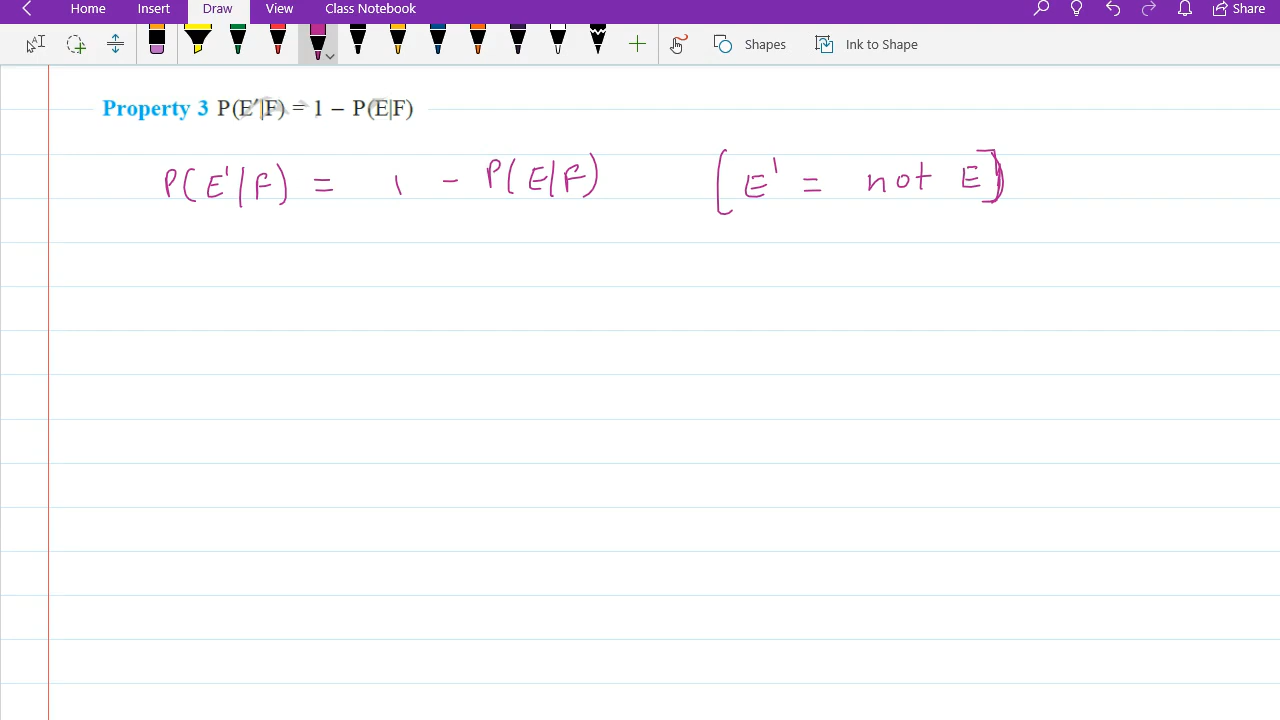 Home Insert Draw View Class Notebook Share
Ink to Shape Shapes
Property 3 P(E′|F) = 1 − P(E|F)
P(E'|F) = 1 - P(E|F) [E' = not E]